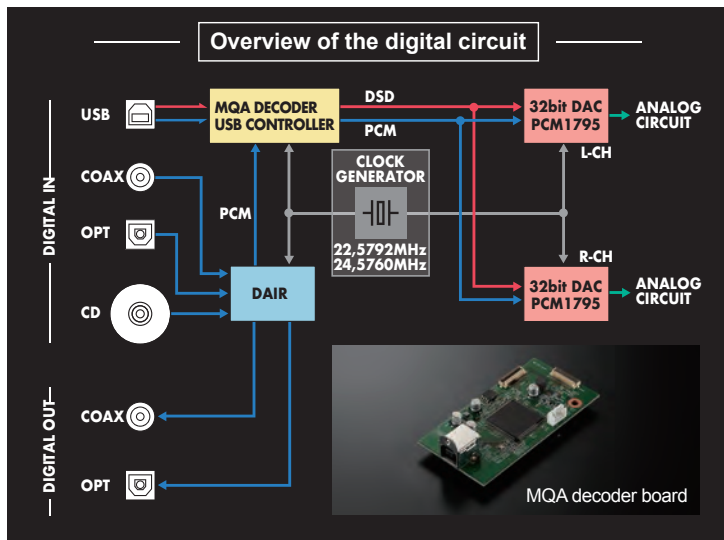 Overview of the digital circuit
DIGITAL IN
USB
COAX
OPT
CD
MQA DECODER
USB CONTROLLER
DSD
PCM
PCM
CLOCK
GENERATOR
22,5792MHz
24,5760MHz
DAIR
32bit DAC
PCM1795
ANALOG
CIRCUIT
L-CH
R-CH
32bit DAC
PCM1795
ANALOG
CIRCUIT
DIGITAL OUT
COAX
OPT
MQA decoder board